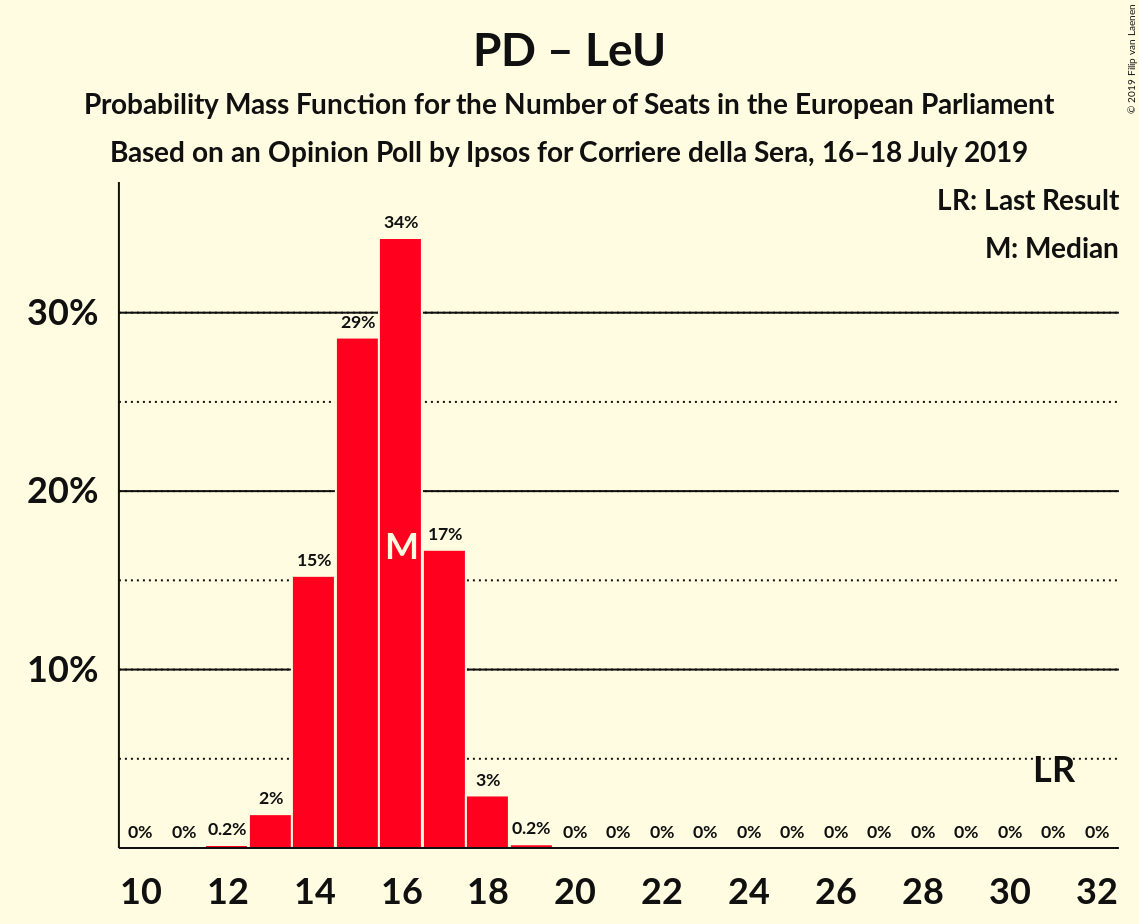 PD – LeU
Probability Mass Function for the Number of Seats in the European Parliament
Based on an Opinion Poll by Ipsos for Corriere della Sera, 16–18 July 2019
© 2019 Filip van Laenen
LR: Last Result
M: Median
34%
30%
29%
20%
17%
M
15%
10%
LR
3%
2%
0% 0% 0.2% 0.2% 0% 0% 0% 0% 0% 0% 0% 0% 0% 0% 0% 0% 0%
10 12 14 16 18 20 22 24 26 28 30 32